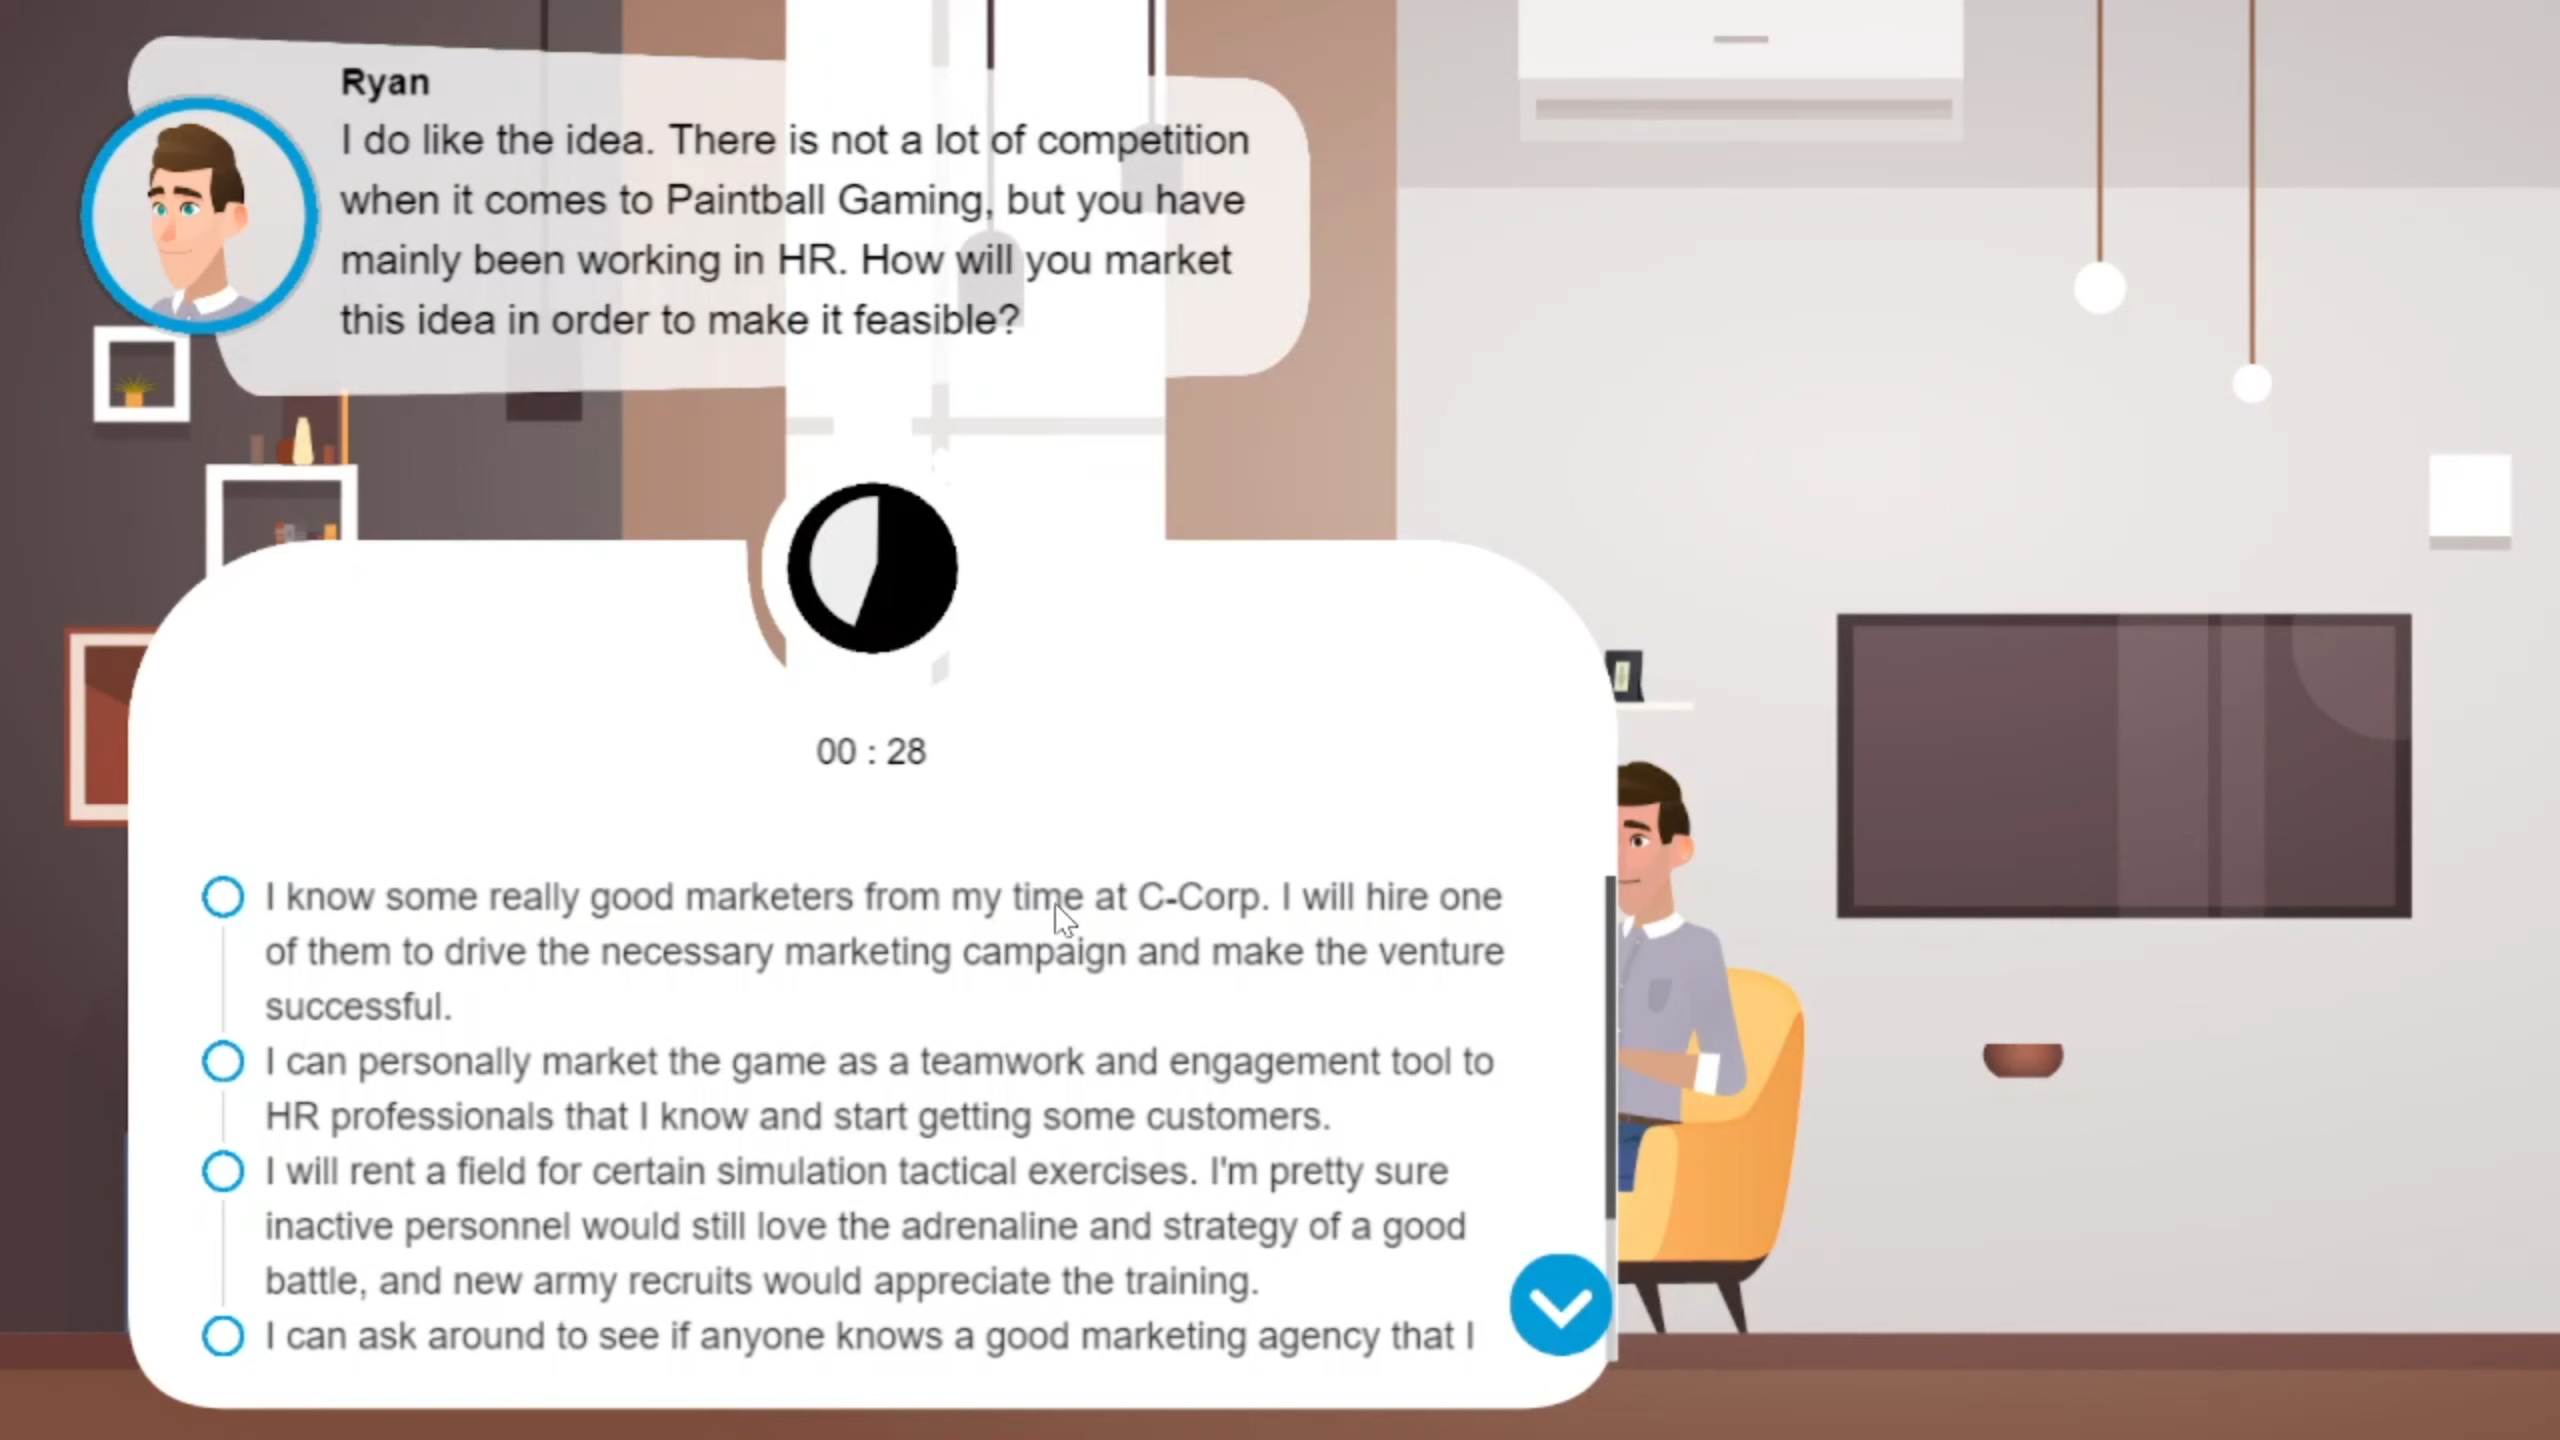 Ryan
I do like the idea. There is not a lot of competition
when it comes to Paintball Gaming, but you have
mainly been working in HR. How will you market
this idea in order to make it feasible?
00 : 28
I know some really good marketers from my time at C-Corp. I will hire one
of them to drive the necessary marketing campaign and make the venture
successful.
I can personally market the game as a teamwork and engagement tool to
HR professionals that I know and start getting some customers.
I will rent a field for certain simulation tactical exercises. I'm pretty sure
inactive personnel would still love the adrenaline and strategy of a good
battle, and new army recruits would appreciate the training.
I can ask around to see if anyone knows a good marketing agency that I